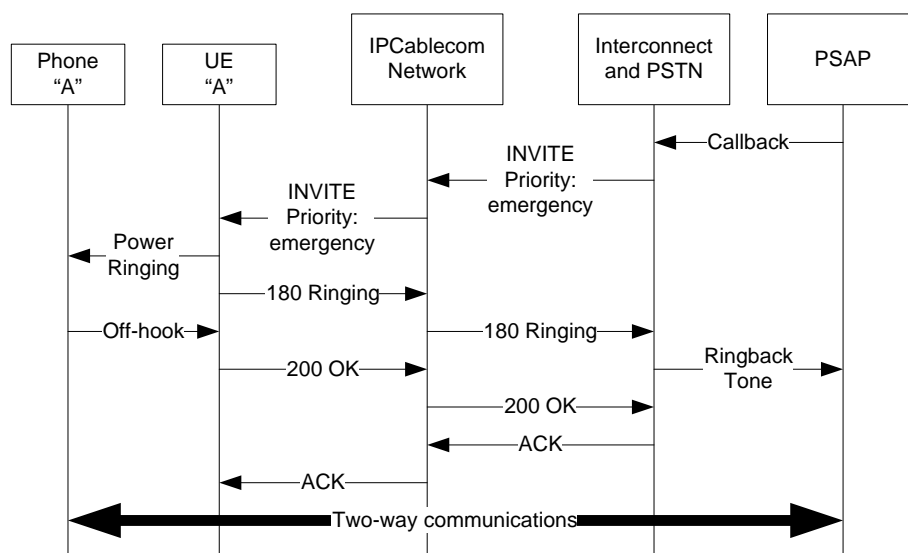 Phone
“A”
UE
“A”
IPCablecom
Network
Interconnect
and PSTN
PSAP
Callback
INVITE
Priority:
emergency
INVITE
Priority:
emergency
Power
Ringing
180 Ringing
Off-hook
180 Ringing
200 OK
Ringback
Tone
200 OK
ACK
ACK
Two-way communications